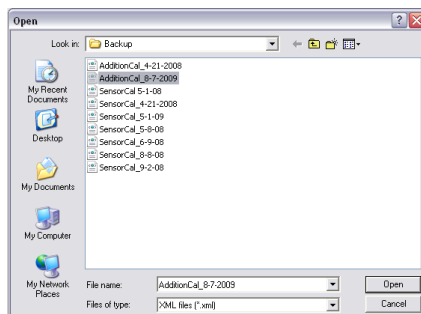 Open
Look in: Backup
My Recent Documents
Desktop
My Documents
My Computer
My Network Places
AdditionCal_4-21-2008
AdditionCal_8-7-2009
SensorCal 5-1-08
SensorCal_4-21-2008
SensorCal_5-1-09
SensorCal_5-8-08
SensorCal_6-9-08
SensorCal_8-8-08
SensorCal_9-2-08
File name: AdditionCal_8-7-2009 Open
Files of type: XML files (*.xml) Cancel